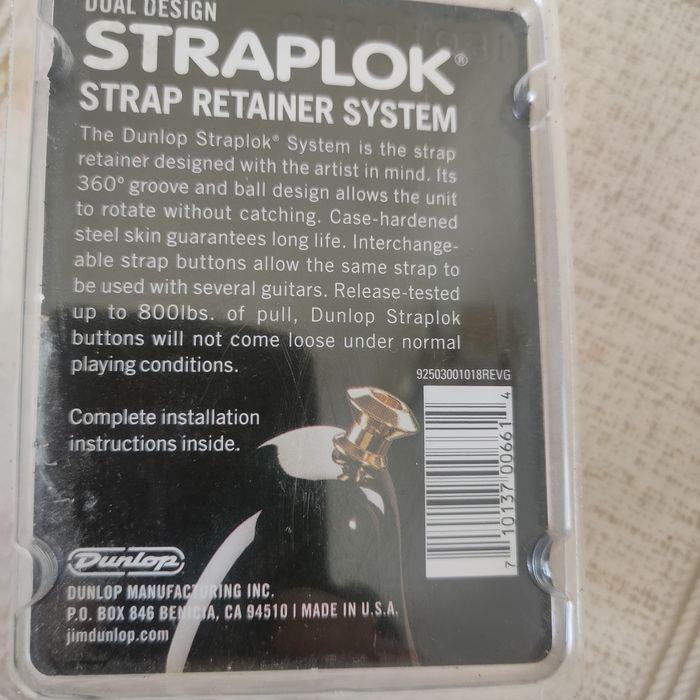 DUAL DESIGN
STRAPLOK®
STRAP RETAINER SYSTEM
The Dunlop Straplok® System is the strap
retainer designed with the artist in mind. Its
360° groove and ball design allows the unit
to rotate without catching. Case-hardened
steel skin guarantees long life. Interchange-
able strap buttons allow the same strap to
be used with several guitars. Release-tested
up to 800lbs. of pull, Dunlop Straplok
buttons will not come loose under normal
playing conditions.
92503001018REVG
Complete installation
instructions inside.
7 10137 00661 4
Dunlop
DUNLOP MANUFACTURING INC.
P.O. BOX 846 BENICIA, CA 94510 I MADE IN U.S.A.
jimdunlop.com